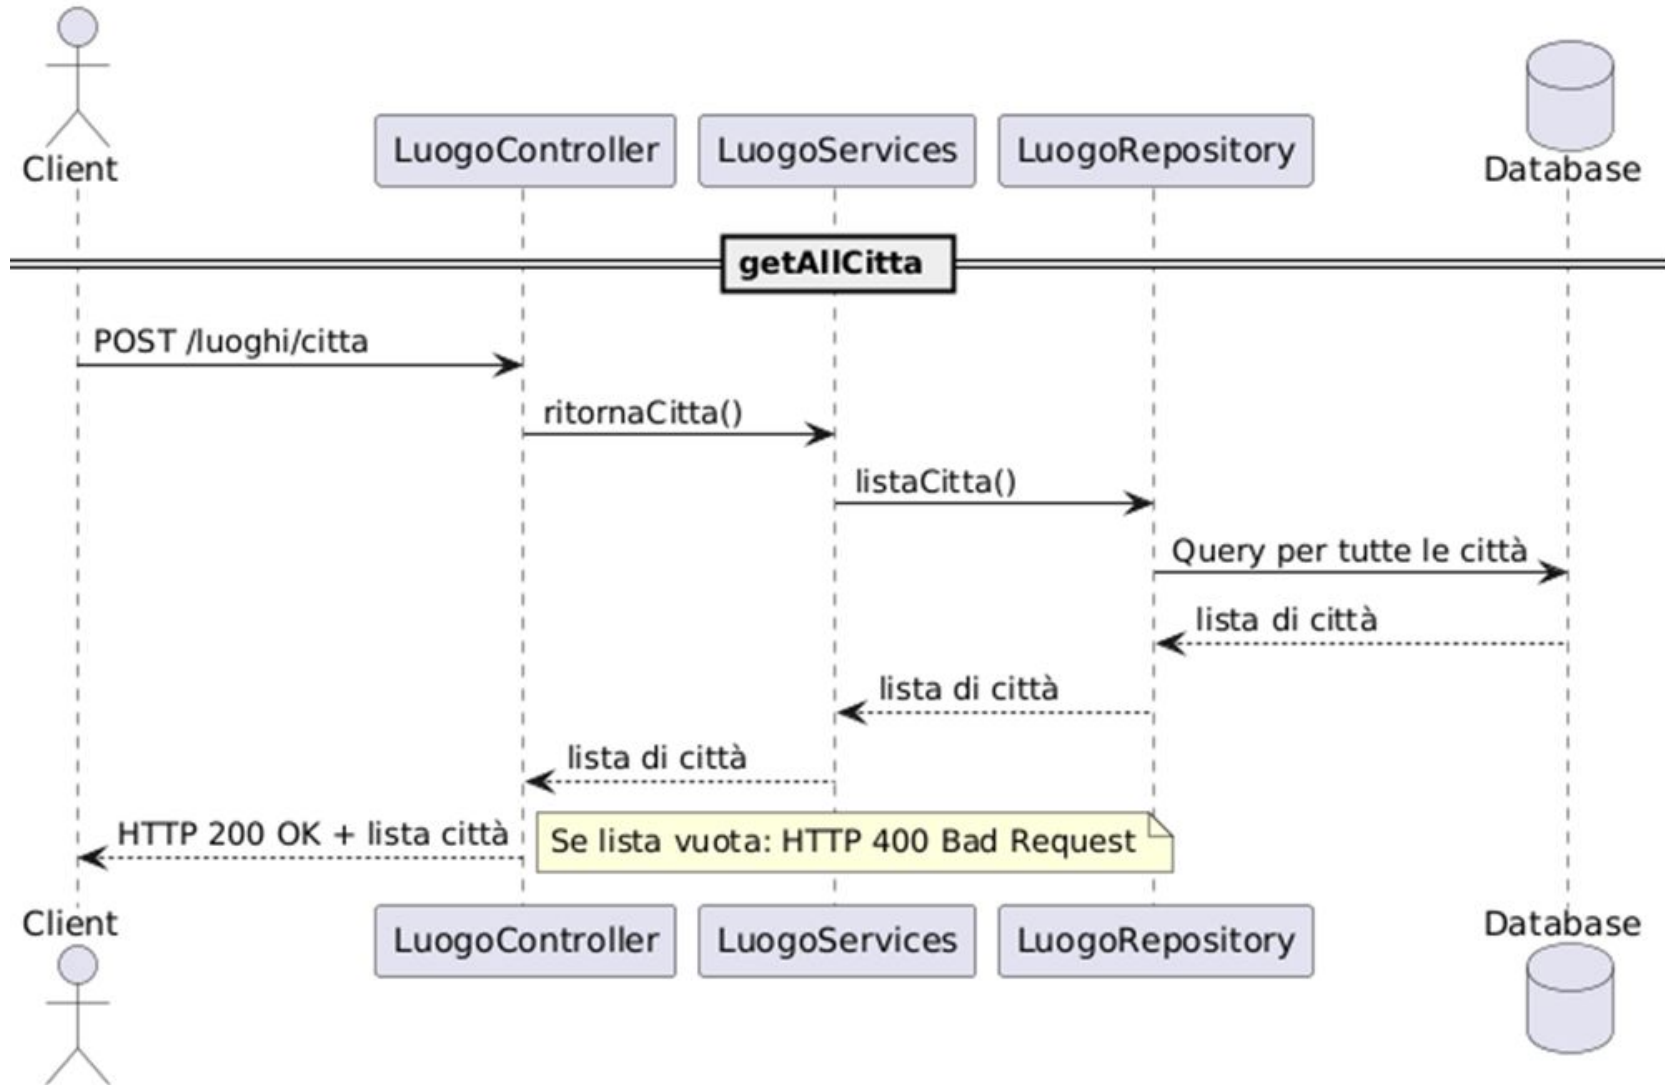 Client
LuogoController
LuogoServices
LuogoRepository
Database
getAllCitta
POST /luoghi/citta
ritornaCitta()
listaCitta()
Query per tutte le città
lista di città
lista di città
lista di città
HTTP 200 OK + lista città
Se lista vuota: HTTP 400 Bad Request
Client
LuogoController
LuogoServices
LuogoRepository
Database